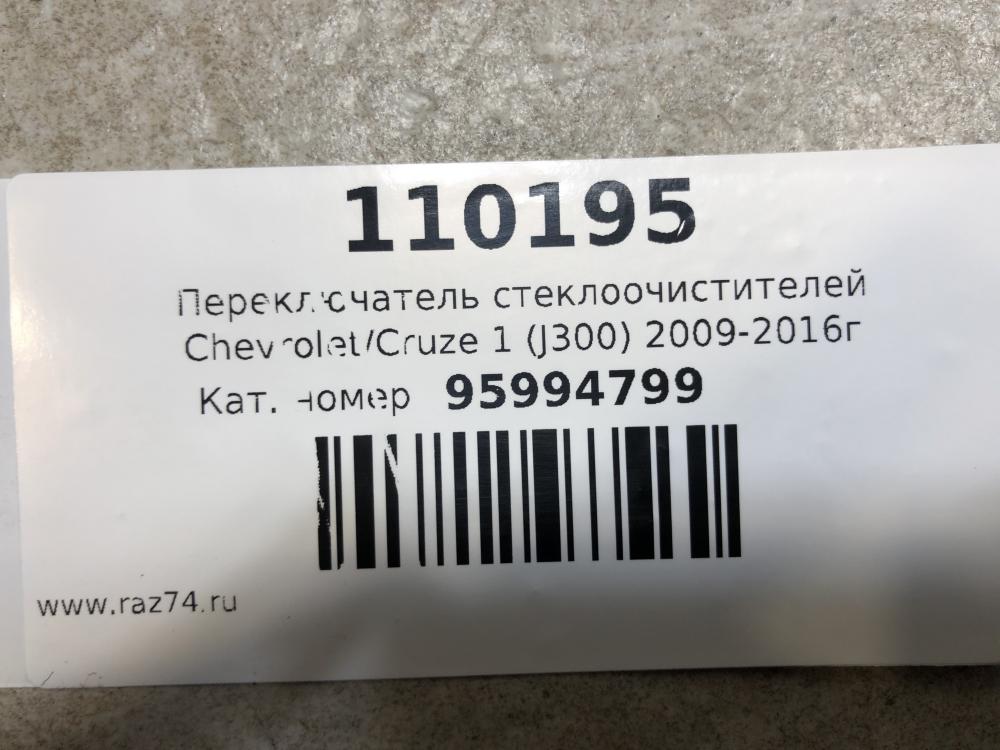 110195
Переключатель стеклоочистителей
Chevrolet/Cruze 1 (J300) 2009-2016г
Кат. номер 95994799
www.raz74.ru